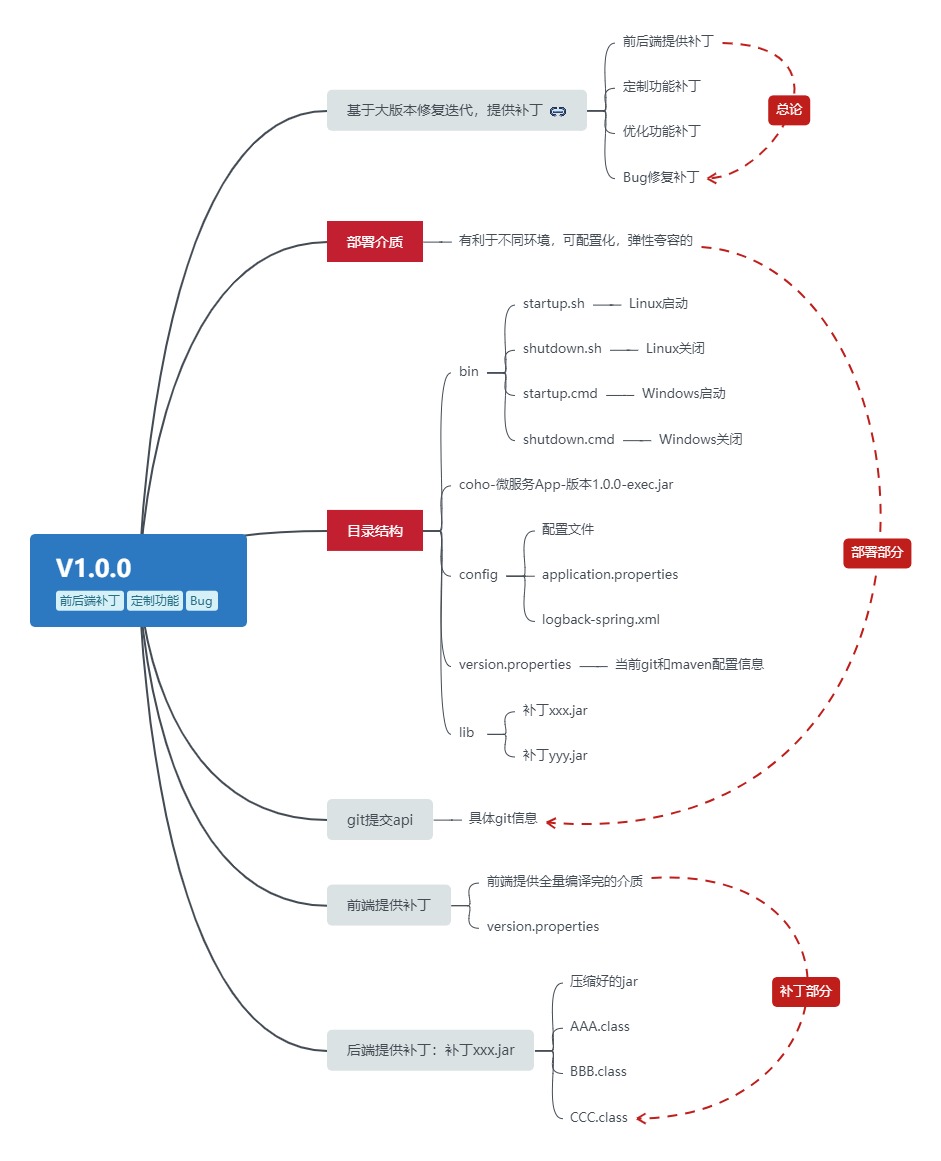 前后端提供补丁
定制功能补丁
基于大版本修复迭代，提供补丁
总论
优化功能补丁
Bug修复补丁
部署介质
有利于不同环境，可配置化，弹性夸容的
startup.sh
Linux启动
shutdown.sh
Linux关闭
bin
startup.cmd
Windows启动
shutdown.cmd
Windows关闭
coho-微服务App-版本1.0.0-exec.jar
目录结构
配置文件
部署部分
V1.0.0
前后端补丁
定制功能
Bug
config
application.properties
logback-spring.xml
version.properties
当前git和maven配置信息
补丁xxx.jar
lib
补丁yyy.jar
git提交api
具体git信息
前端提供全量编译完的介质
前端提供补丁
version.properties
压缩好的jar
补丁部分
AAA.class
后端提供补丁：补丁xxx.jar
BBB.class
CCC.class